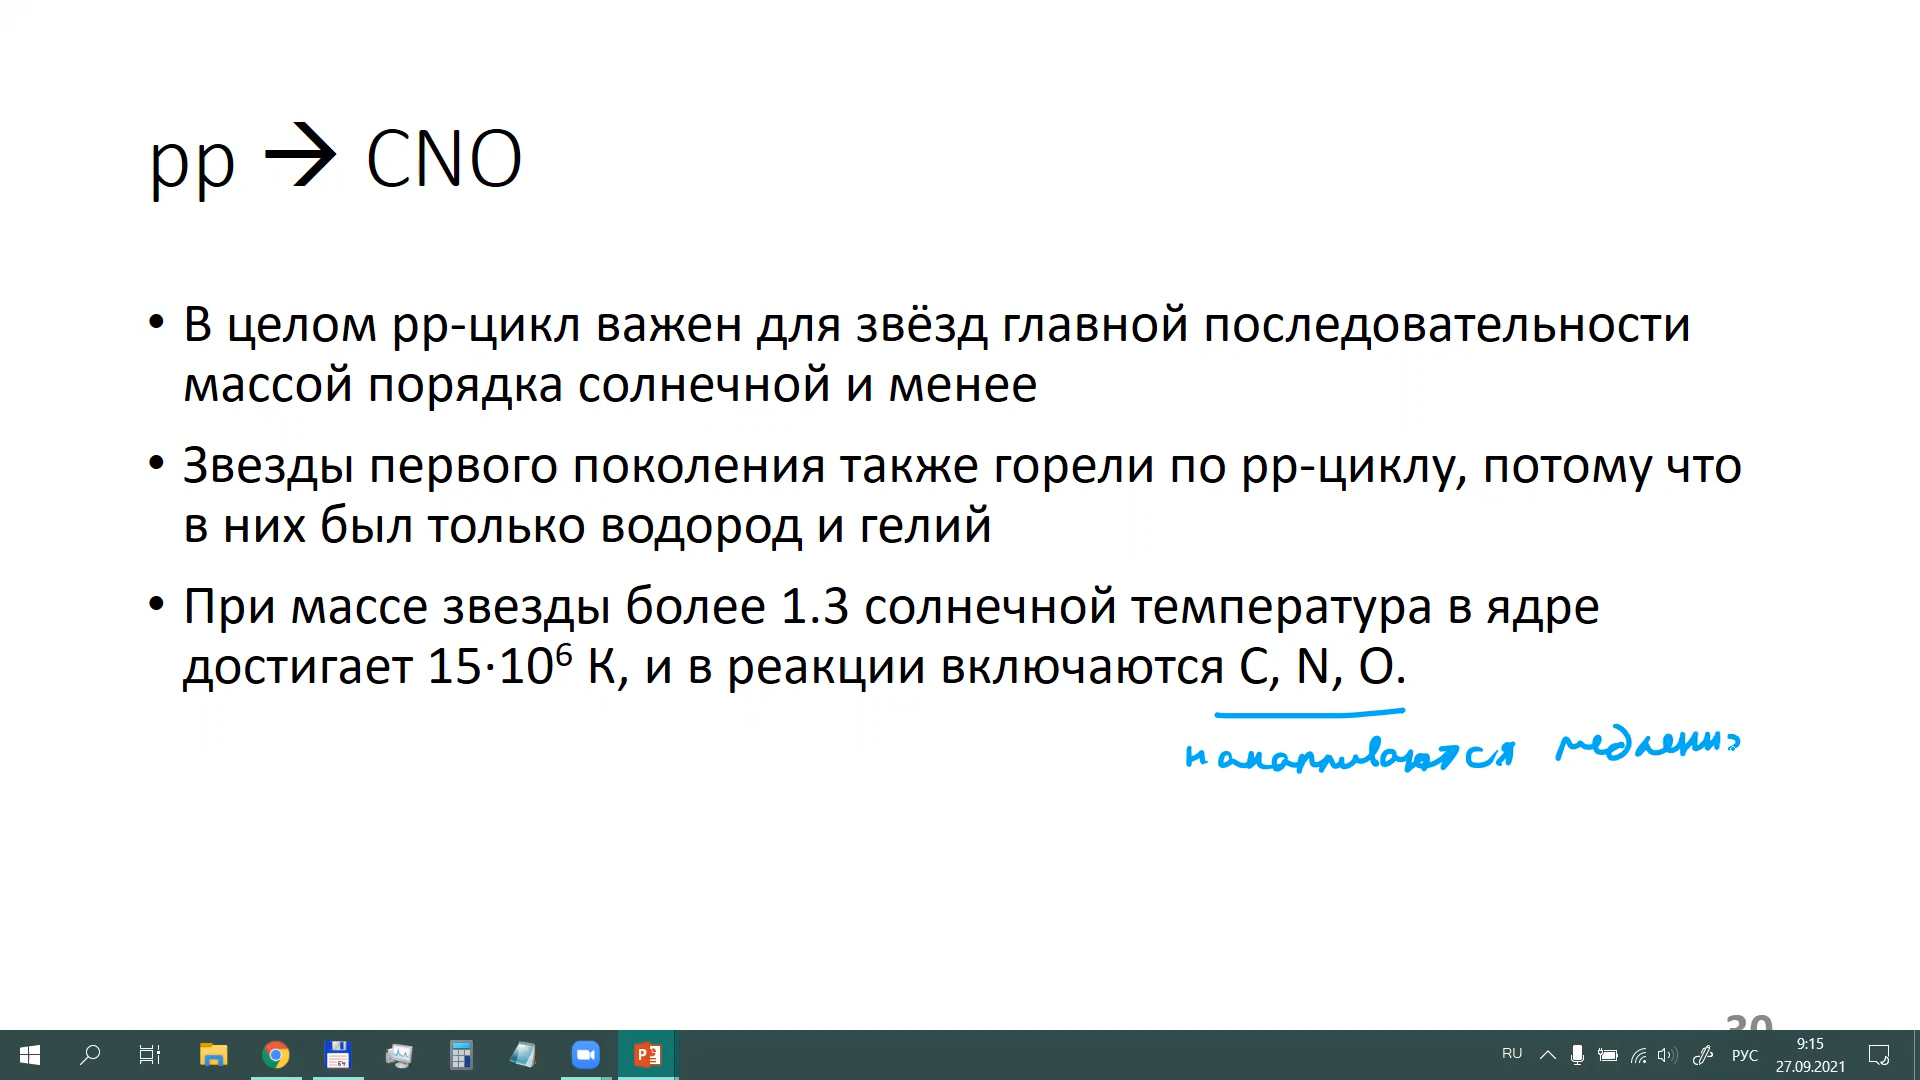 pp → CNO
• В целом pp-цикл важен для звёзд главной последовательности
массой порядка солнечной и менее
• Звезды первого поколения также горели по pp-циклу, потому что
в них был только водород и гелий
• При массе звезды более 1.3 солнечной температура в ядре
достигает 15·10⁶ К, и в реакции включаются C, N, O.
накапливаются медленно
30
RU
РУС
9:15
27.09.2021